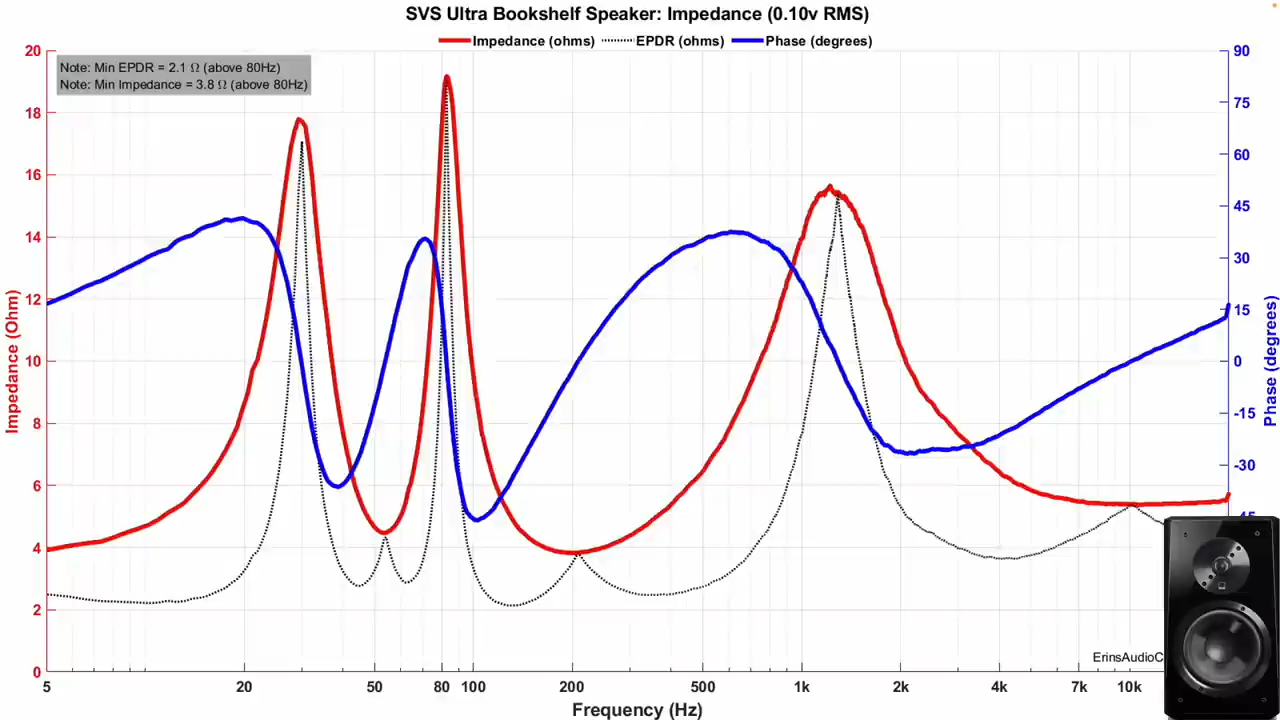 SVS Ultra Bookshelf Speaker: Impedance (0.10v RMS)
Impedance (ohms) EPDR (ohms) Phase (degrees)
Note: Min EPDR = 2.1 Ω (above 80Hz)
Note: Min Impedance = 3.8 Ω (above 80Hz)
20
18
16
14
12
10
8
6
4
2
0
Impedance (Ohm)
90
75
60
45
30
15
0
-15
-30
Phase (degrees)
ErinsAudioC
5 20 50 80 100 200 500 1k 2k 4k 7k 10k
Frequency (Hz)